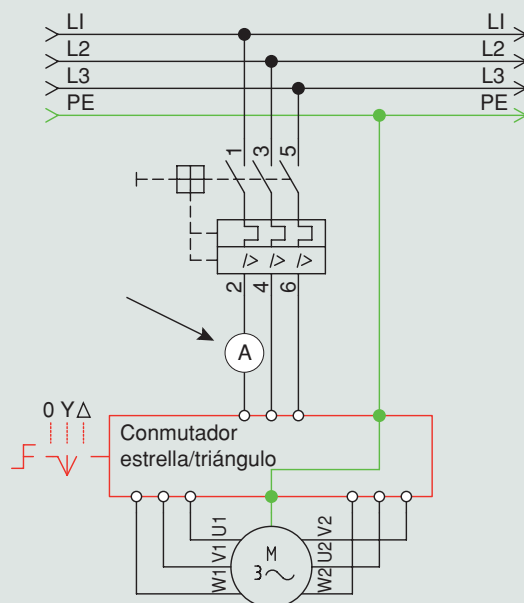 LI LI
L2 L2
L3 L3
PE PE
1 3 5
I> I> I>
2 4 6
A
0 Y Δ
Conmutador
estrella/triángulo
W1 V1 U1 V2 U2 W2
M
3